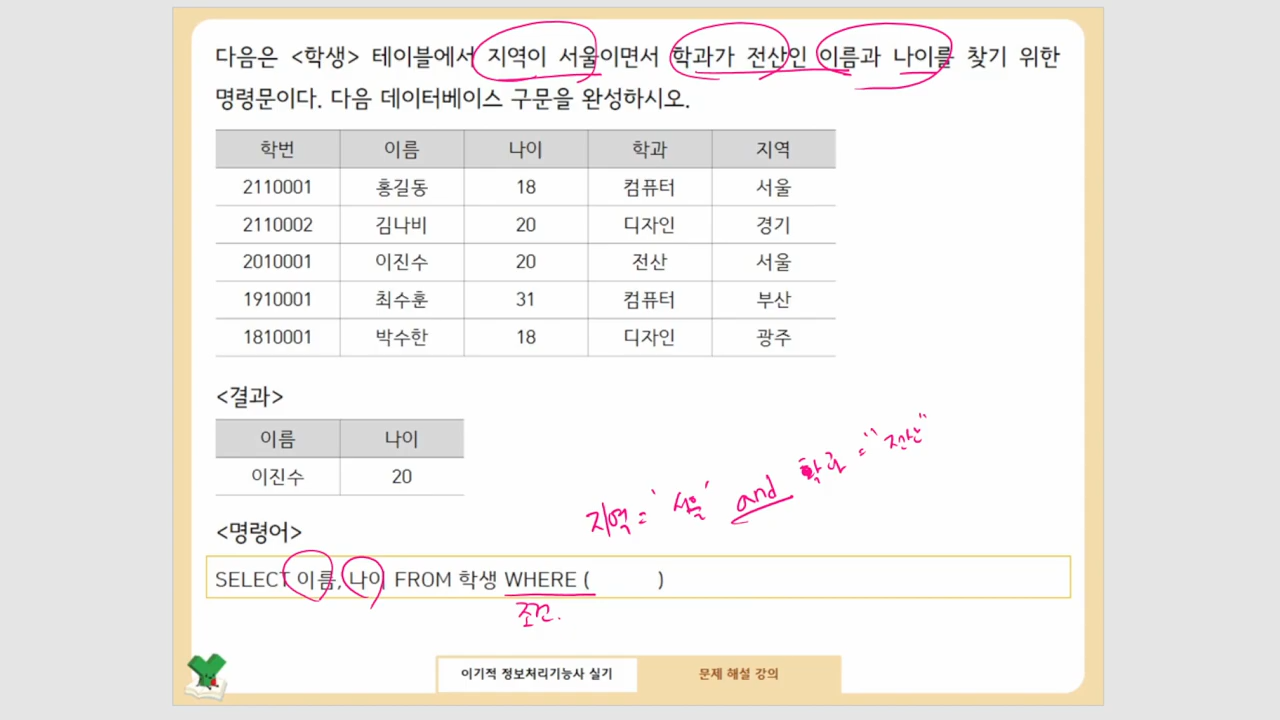 다음은 <학생> 테이블에서 지역이 서울이면서 학과가 전산인 이름과 나이를 찾기 위한
명령문이다. 다음 데이터베이스 구문을 완성하시오.
학번 이름 나이 학과 지역
2110001 홍길동 18 컴퓨터 서울
2110002 김나비 20 디자인 경기
2010001 이진수 20 전산 서울
1910001 최수훈 31 컴퓨터 부산
1810001 박수한 18 디자인 광주
<결과>
이름 나이
이진수 20
지역 = '서울' and 학과 = "전산"
<명령어>
SELECT 이름, 나이 FROM 학생 WHERE ( )
조건.
이기적 정보처리기능사 실기 문제 해설 강의